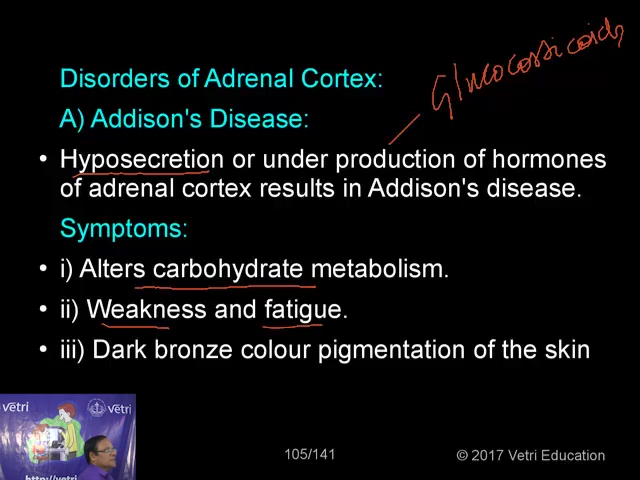 Glucocorticoids
Disorders of Adrenal Cortex:
A) Addison's Disease:
• Hyposecretion or under production of hormones
of adrenal cortex results in Addison's disease.
Symptoms:
• i) Alters carbohydrate metabolism.
• ii) Weakness and fatigue.
• iii) Dark bronze colour pigmentation of the skin
vetri
vetri
http://vetri
105/141
© 2017 Vetri Education